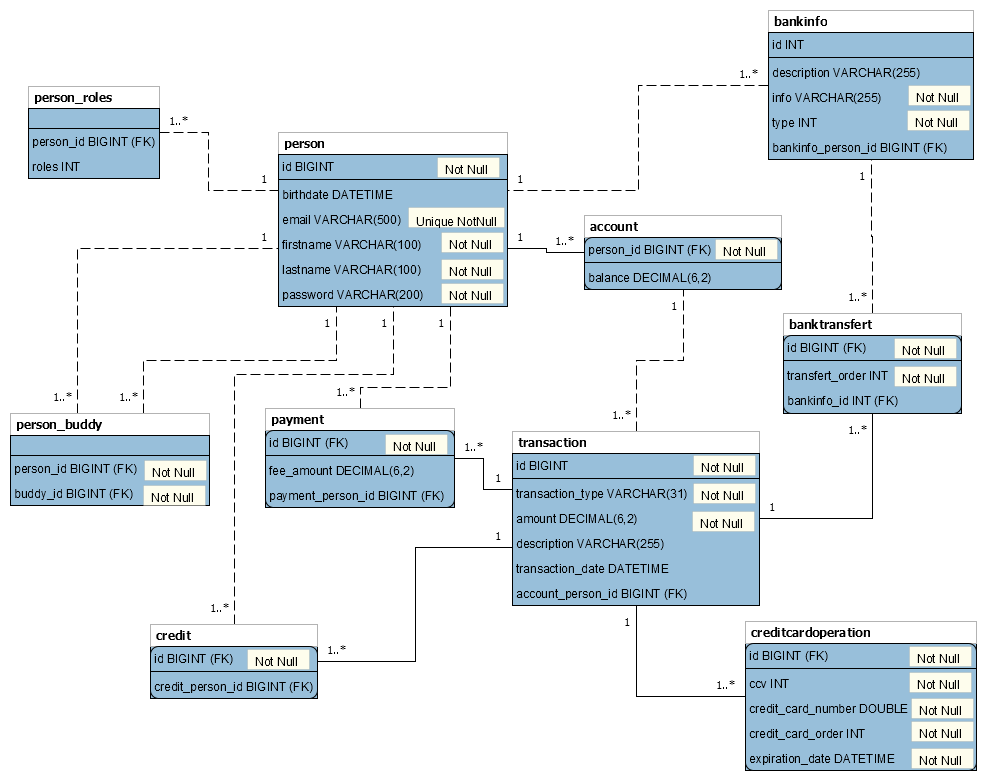 bankinfo
id INT
description VARCHAR(255)
info VARCHAR(255) Not Null
type INT Not Null
bankinfo_person_id BIGINT (FK)
1..*
1
person_roles
person_id BIGINT (FK)
roles INT
1..*
1
person
id BIGINT Not Null
birthdate DATETIME
email VARCHAR(500) Unique NotNull
firstname VARCHAR(100) Not Null
lastname VARCHAR(100) Not Null
password VARCHAR(200) Not Null
1
1
1
1
1
1
account
person_id BIGINT (FK) Not Null
balance DECIMAL(6,2)
1..*
1
banktransfert
id BIGINT (FK) Not Null
transfert_order INT Not Null
bankinfo_id INT (FK)
1..*
1..*
person_buddy
person_id BIGINT (FK) Not Null
buddy_id BIGINT (FK) Not Null
1..*
1..*
payment
id BIGINT (FK) Not Null
fee_amount DECIMAL(6,2)
payment_person_id BIGINT (FK)
1..*
1..*
transaction
id BIGINT Not Null
transaction_type VARCHAR(31) Not Null
amount DECIMAL(6,2) Not Null
description VARCHAR(255)
transaction_date DATETIME
account_person_id BIGINT (FK)
1..*
1
1
1
1
credit
id BIGINT (FK) Not Null
credit_person_id BIGINT (FK)
1..*
1..*
creditcardoperation
id BIGINT (FK) Not Null
ccv INT Not Null
credit_card_number DOUBLE Not Null
credit_card_order INT Not Null
expiration_date DATETIME Not Null
1..*